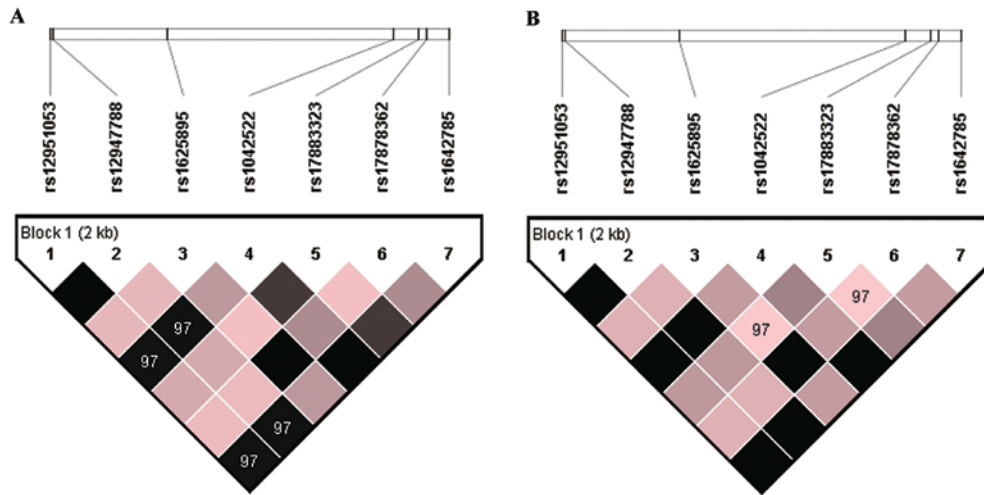 A
rs12951053
rs12947788
rs1625895
rs1042522
rs17883323
rs17878362
rs1642785
Block 1 (2 kb)
1 2 3 4 5 6 7
97
97
97
97
B
rs12951053
rs12947788
rs1625895
rs1042522
rs17883323
rs17878362
rs1642785
Block 1 (2 kb)
1 2 3 4 5 6 7
97
97